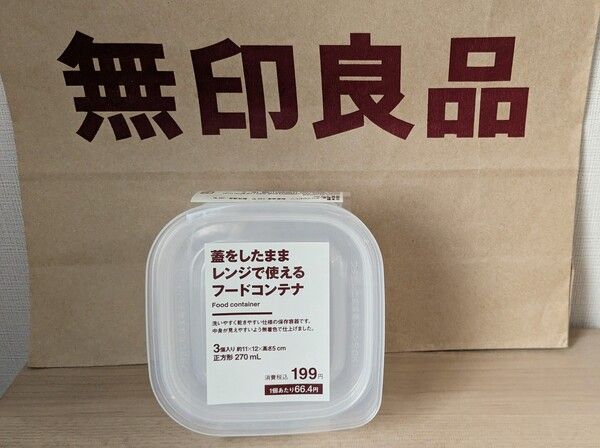 無印良品
蓋をしたまま
レンジで使える
フードコンテナ
Food container
洗いやすく乾きやすい仕様の保存容器です。
中身が見えやすいよう無着色で仕上げました。
3個入り 約11×12×高さ5cm
正方形 270mL
消費税込 199円
1個あたり66.4円